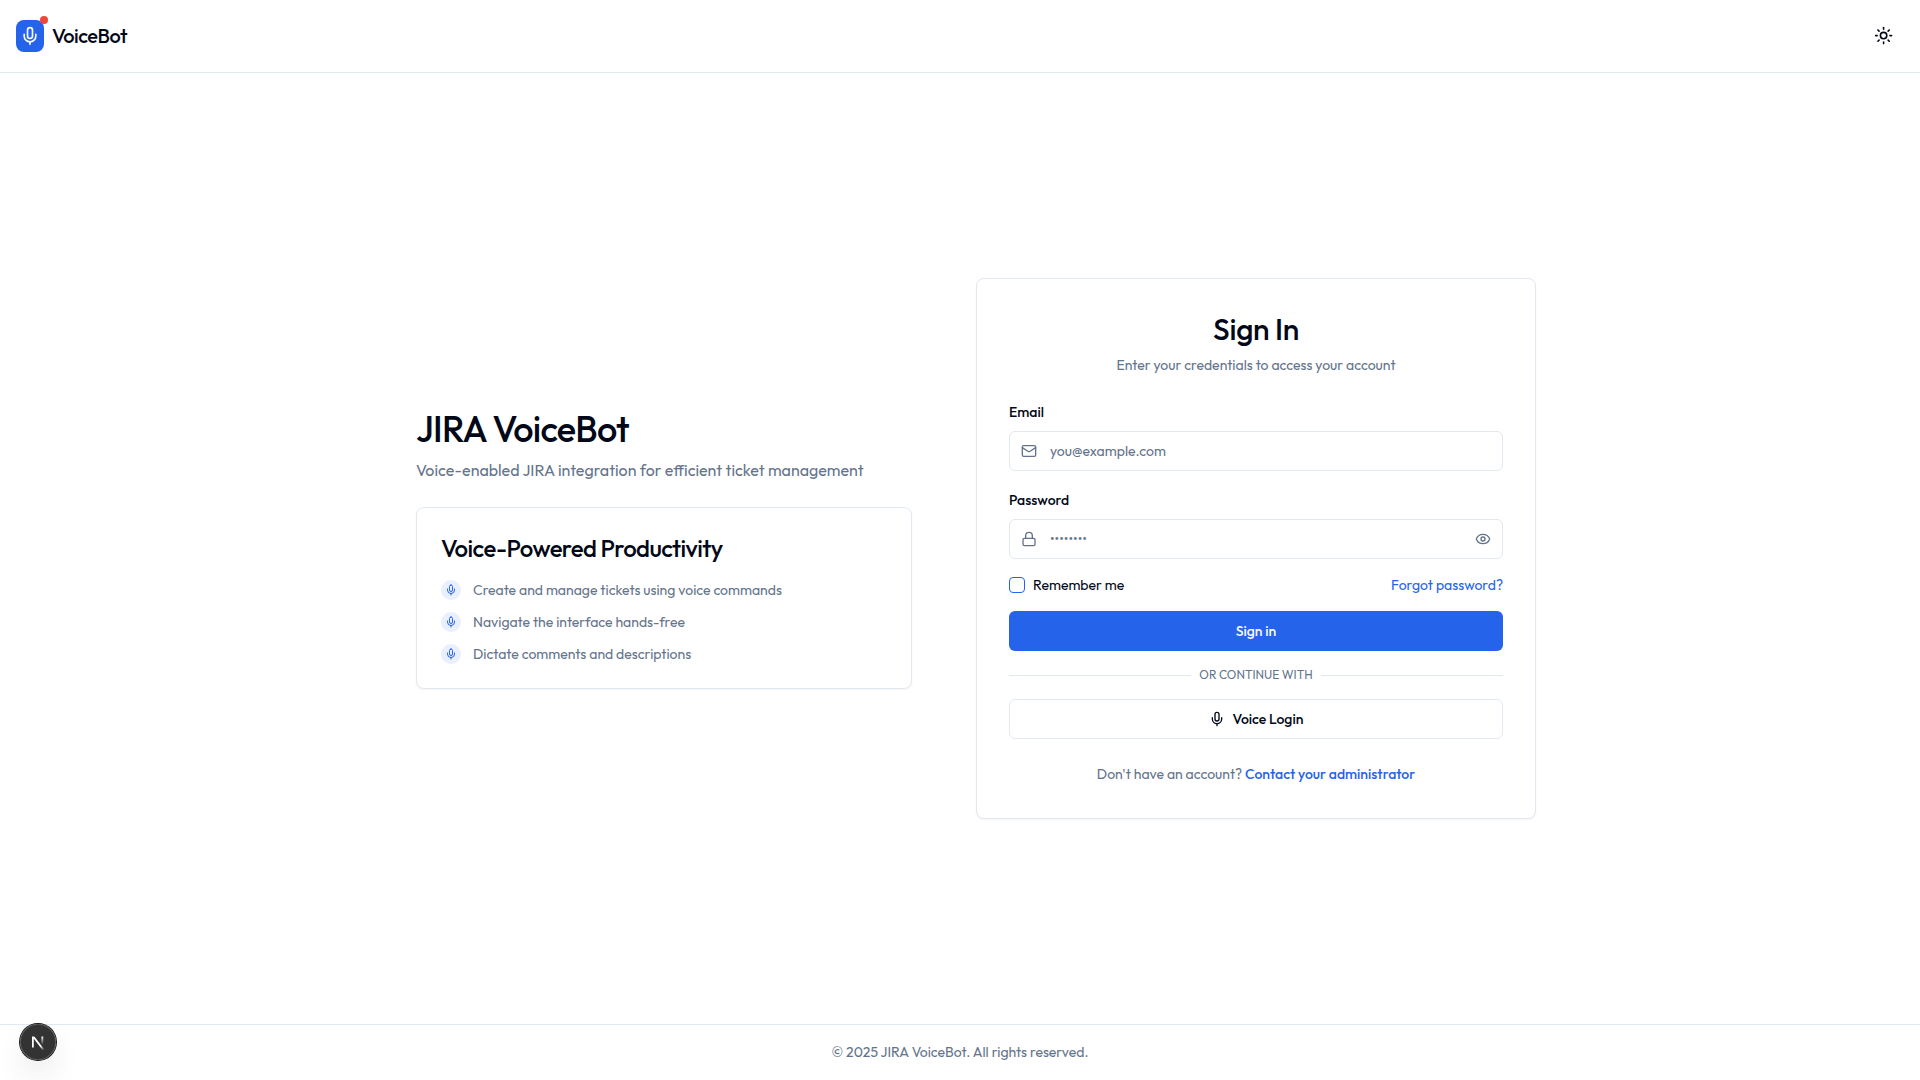 VoiceBot
JIRA VoiceBot
Voice-enabled JIRA integration for efficient ticket management
Voice-Powered Productivity
Create and manage tickets using voice commands
Navigate the interface hands-free
Dictate comments and descriptions
Sign In
Enter your credentials to access your account
Email
you@example.com
Password
••••••••
Remember me
Forgot password?
Sign in
OR CONTINUE WITH
Voice Login
Don't have an account? Contact your administrator
N
© 2025 JIRA VoiceBot. All rights reserved.